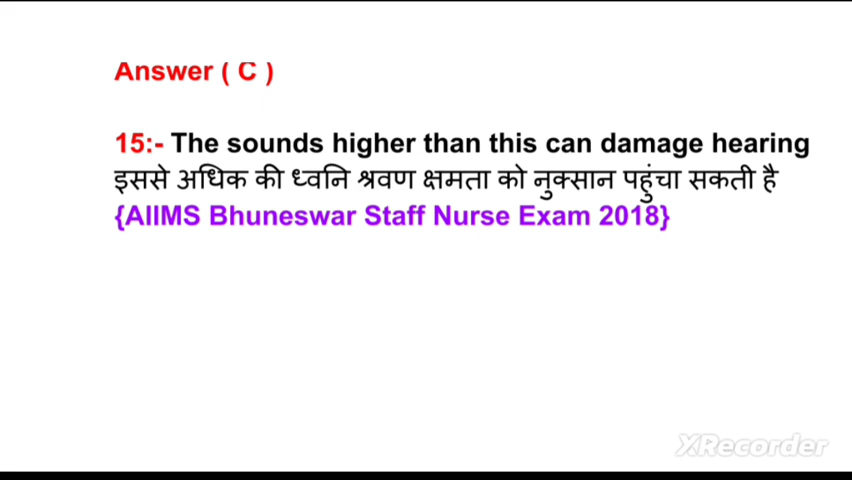 Answer ( C )
15:- The sounds higher than this can damage hearing
इससे अधिक की ध्वनि श्रवण क्षमता को नुक्सान पहुंचा सकती है
{AIIMS Bhuneswar Staff Nurse Exam 2018}
XRecorder